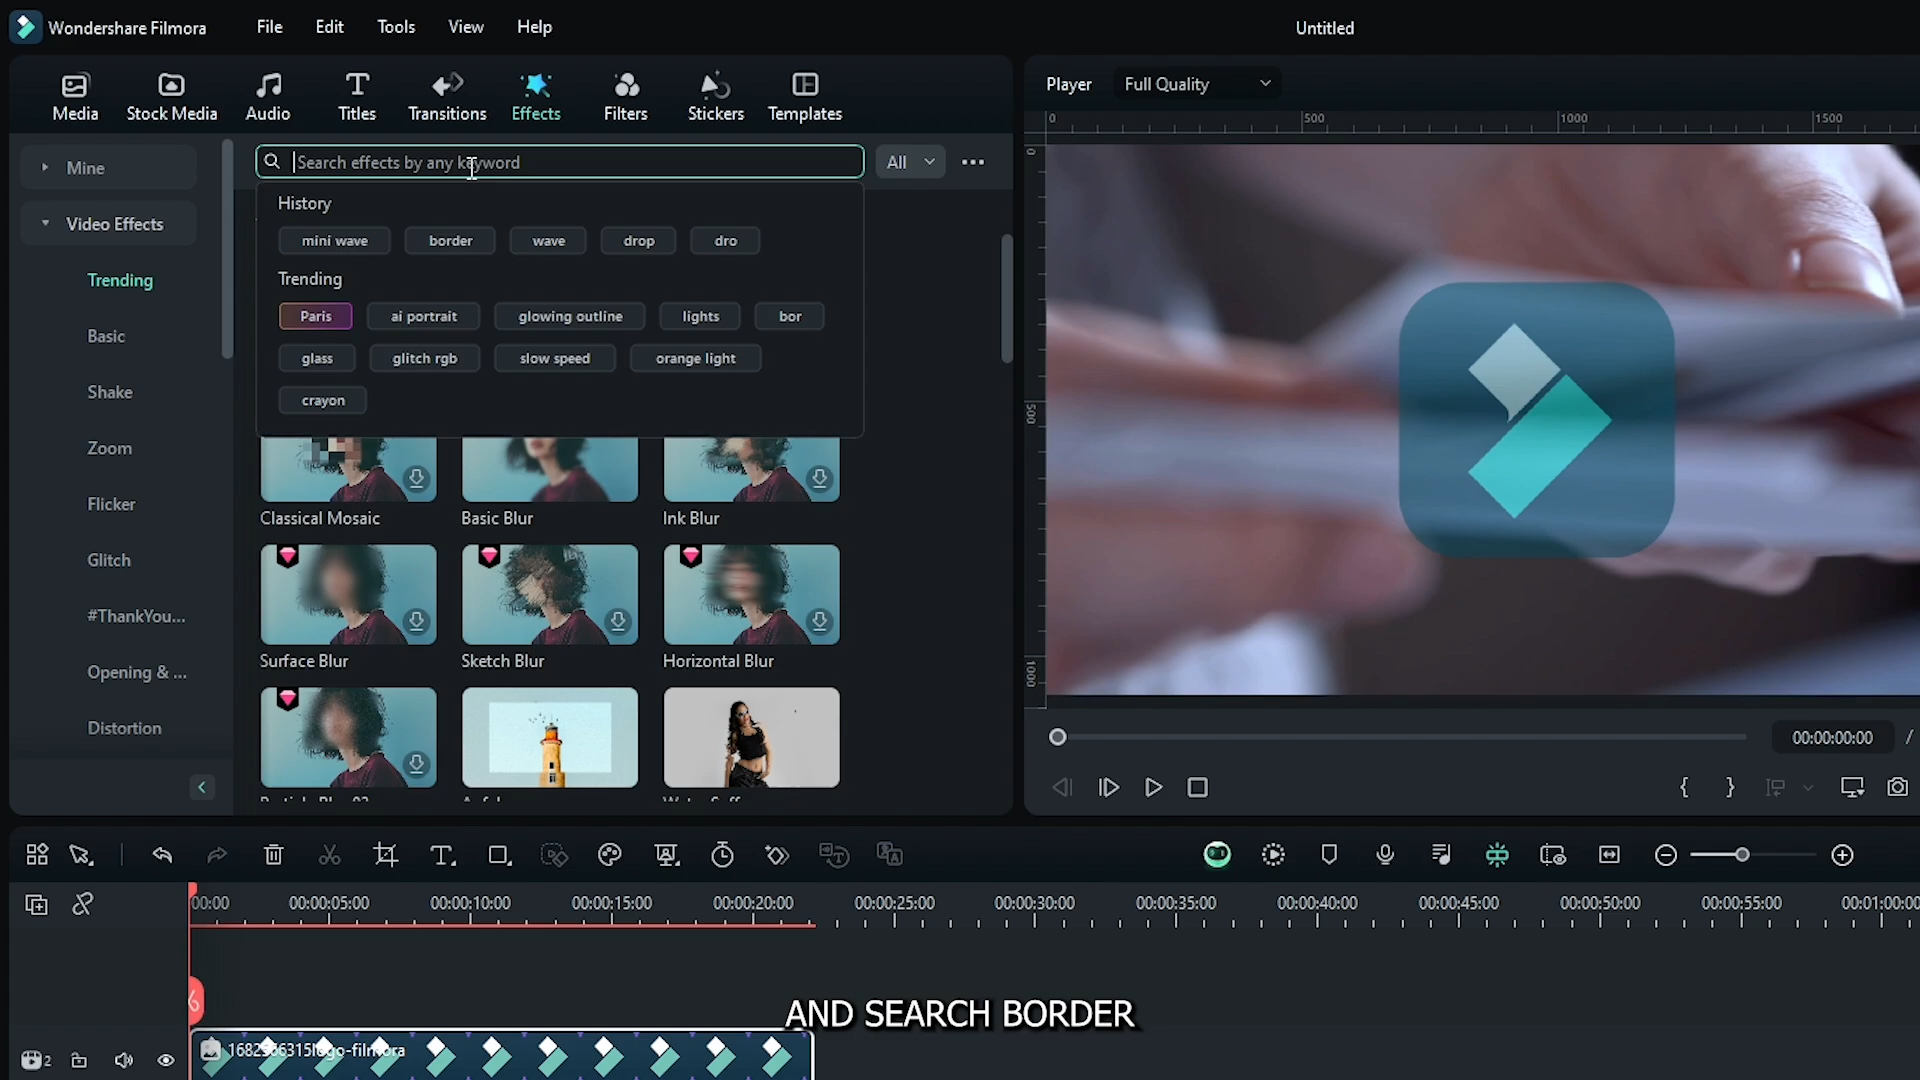 Wondershare Filmora
File Edit Tools View Help
Untitled
Media Stock Media Audio Titles Transitions Effects Filters Stickers Templates
Player Full Quality
0 500 1000 1500
Mine
Search effects by any keyword
All
Video Effects
History
mini wave border wave drop dro
Trending
Trending
Paris ai portrait glowing outline lights bor
Basic
glass glitch rgb slow speed orange light
Shake
crayon
Zoom
Flicker
Classical Mosaic Basic Blur Ink Blur
Glitch
#ThankYou...
Surface Blur Sketch Blur Horizontal Blur
Opening & ...
Distortion
0
500
1000
00:00:00:00 /
00:00 00:00:05:00 00:00:10:00 00:00:15:00 00:00:20:00 00:00:25:00 00:00:30:00 00:00:35:00 00:00:40:00 00:00:45:00 00:00:50:00 00:00:55:00 00:01:00:00
AND SEARCH BORDER
2
1682566315logo-filmora